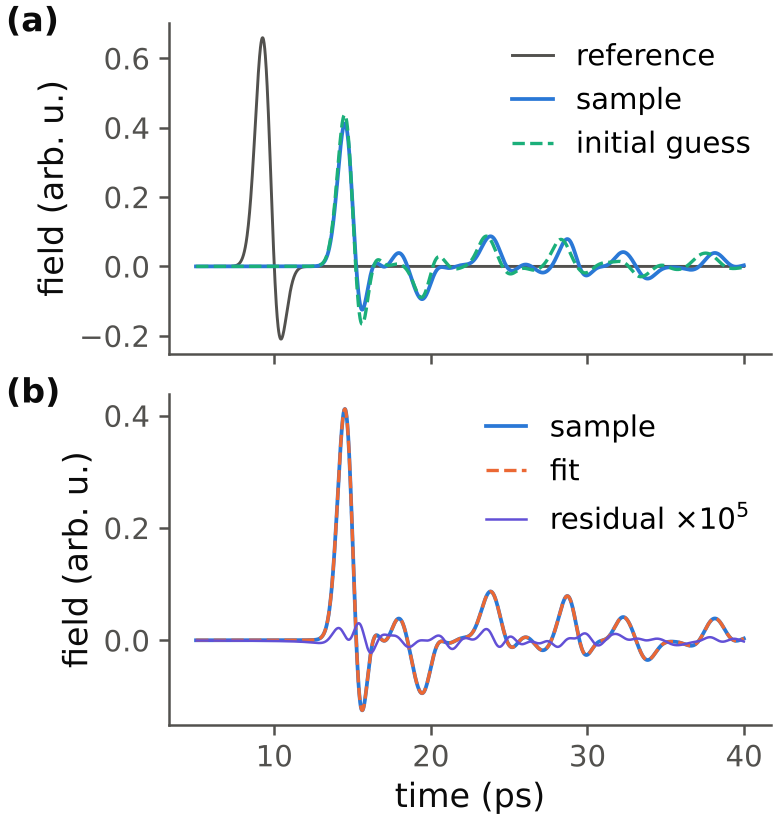 (a)
field (arb. u.)
0.6
0.4
0.2
0.0
−0.2
reference
sample
initial guess
(b)
field (arb. u.)
0.4
0.2
0.0
sample
fit
residual ×10⁵
10 20 30 40
time (ps)